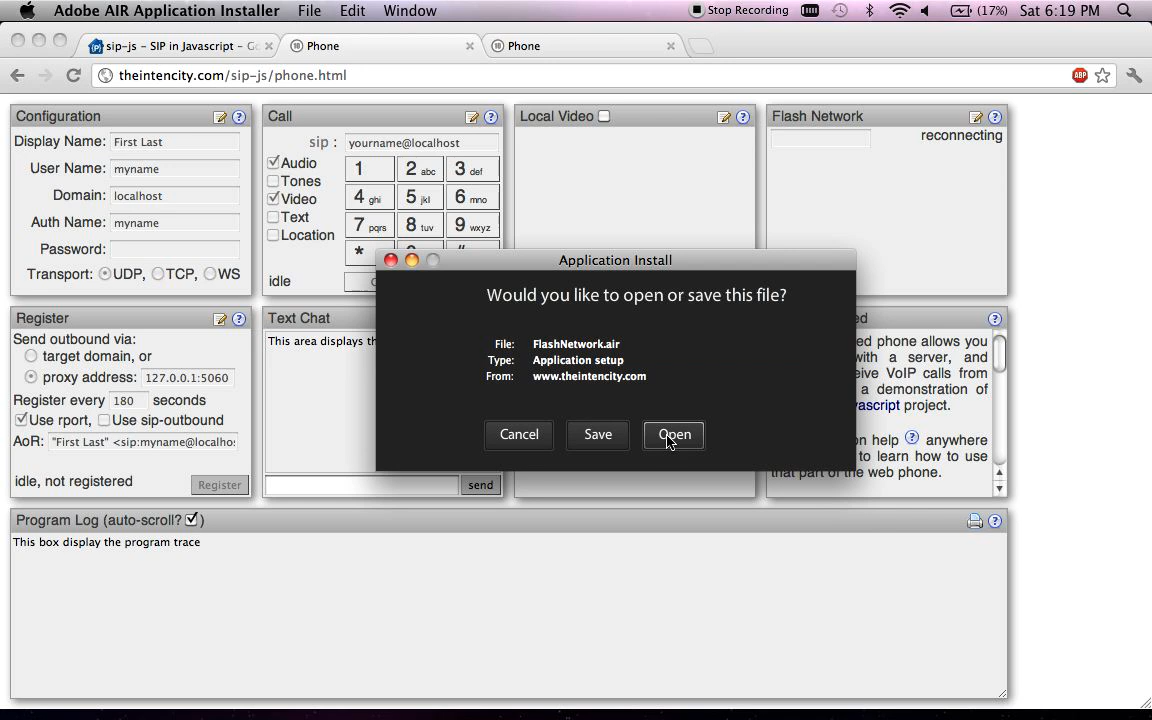 Adobe AIR Application Installer File Edit Window Stop Recording (17%) Sat 6:19 PM
sip-js – SIP in Javascript – Go
Phone
Phone
theintencity.com/sip-js/phone.html
ABP
Configuration
Display Name: First Last
User Name: myname
Domain: localhost
Auth Name: myname
Password:
Transport: UDP, TCP, WS
Call
sip : yourname@localhost
Audio
Tones
Video
Text
Location
1 2 abc 3 def
4 ghi 5 jkl 6 mno
7 pqrs 8 tuv 9 wxyz
*
idle
Local Video
Flash Network
reconnecting
Application Install
Would you like to open or save this file?
File: FlashNetwork.air
Type: Application setup
From: www.theintencity.com
Cancel Save Open
Register
Send outbound via:
target domain, or
proxy address: 127.0.0.1:5060
Register every 180 seconds
Use rport, Use sip-outbound
AoR: "First Last" <sip:myname@localhos
idle, not registered Register
Text Chat
This area displays th
send
ed phone allows you
with a server, and
eive VoIP calls from
a demonstration of
ascript project.
on help ? anywhere
to learn how to use
that part of the web phone.
Program Log (auto-scroll? )
This box display the program trace